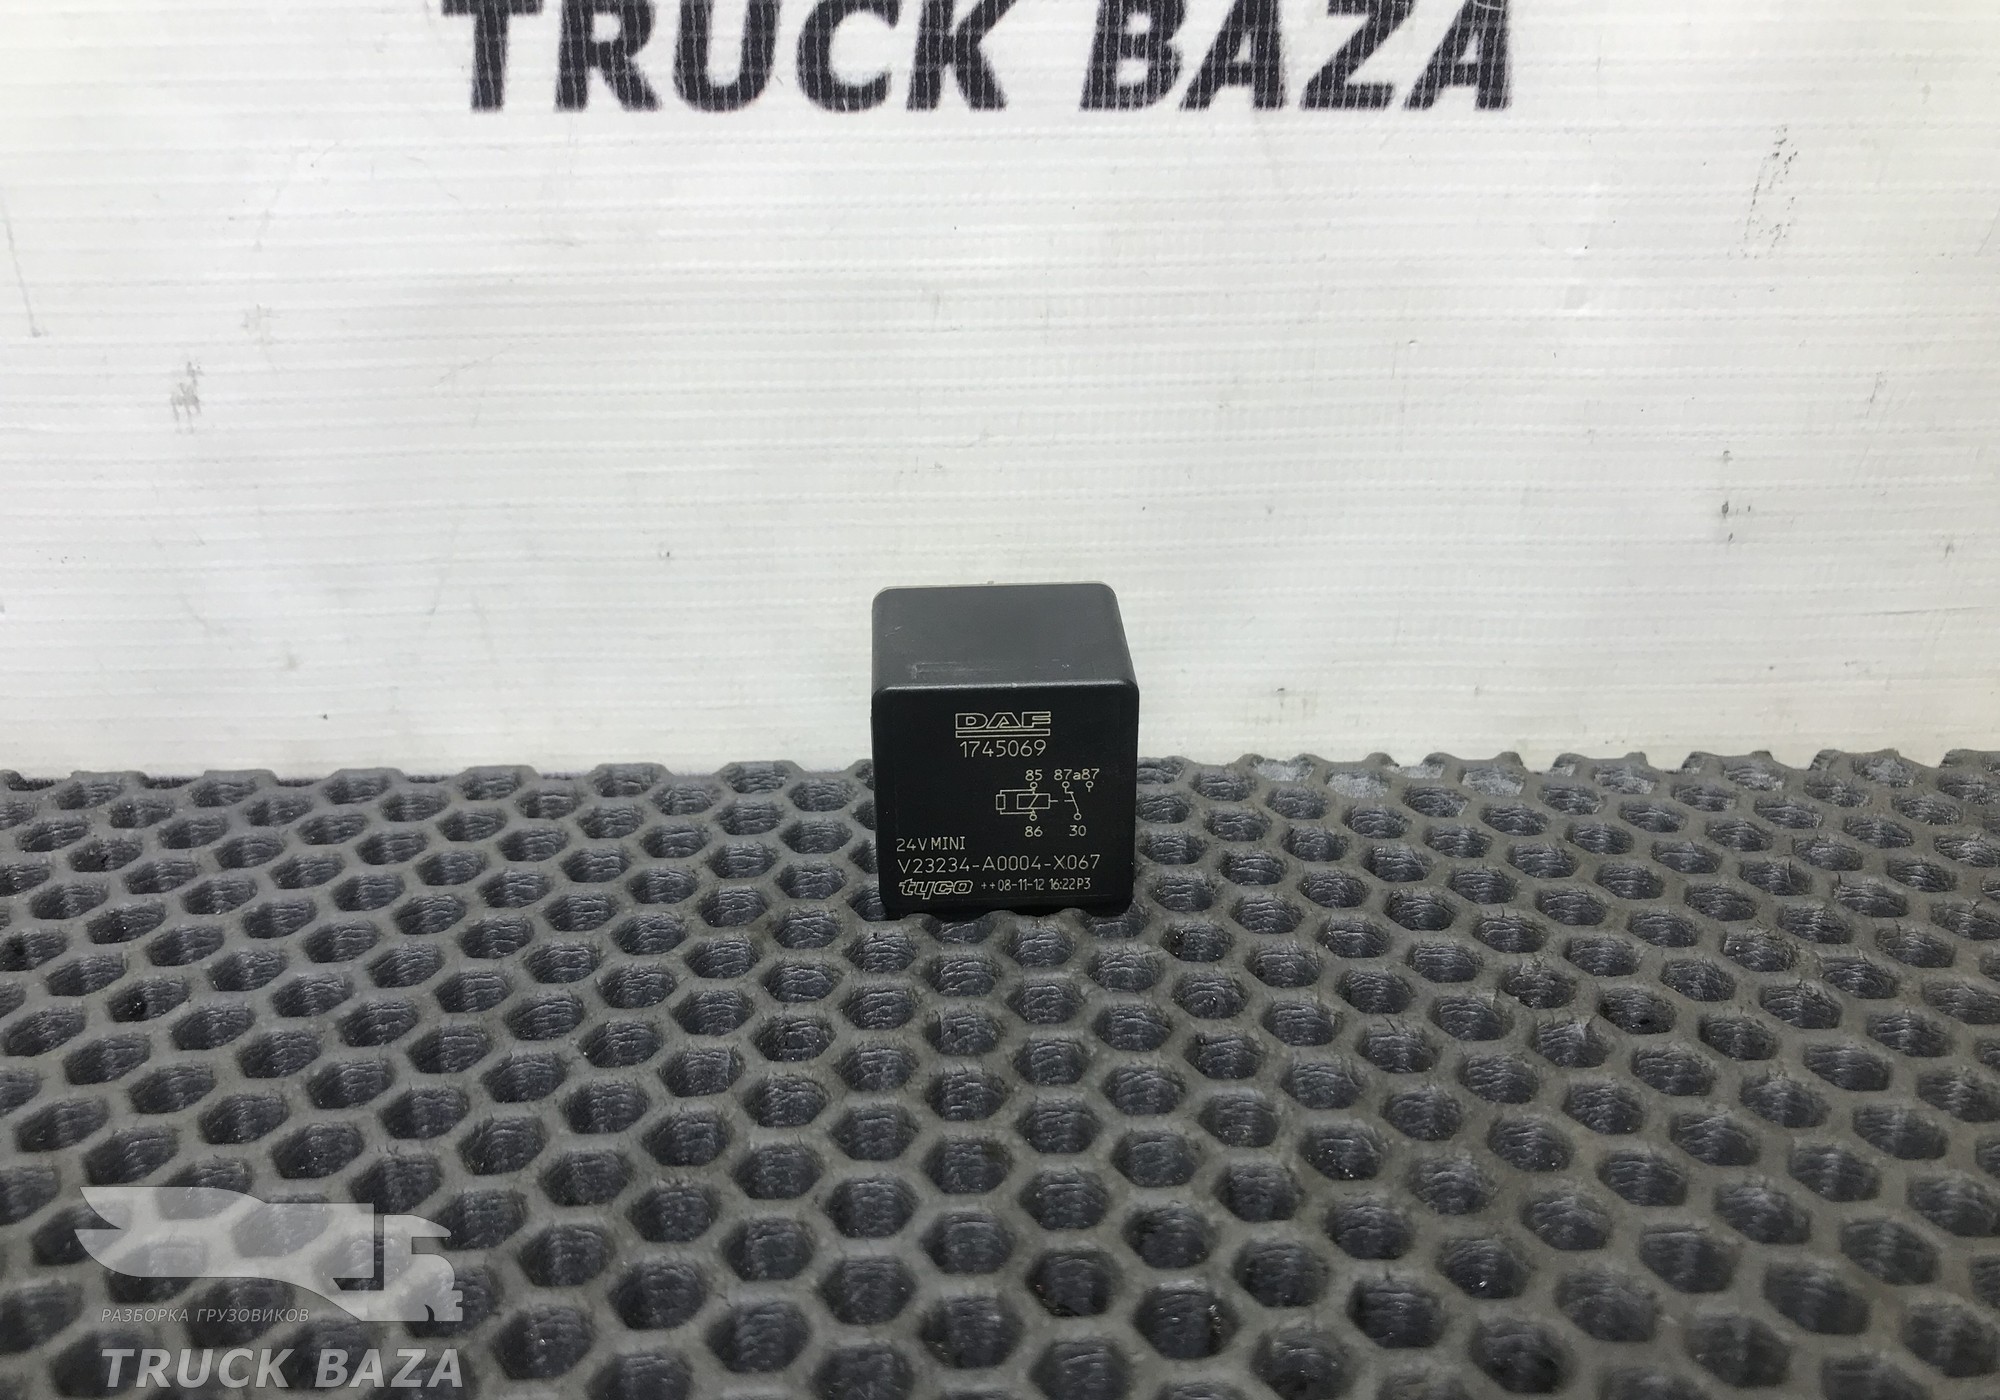 TRUCK BAZA
DAF
1745069
85 87a87
86 30
24V MINI
V23234-A0004-X067
tyco ++08-11-12 16:22P3
РАЗБОРКА ГРУЗОВИКОВ
TRUCK BAZA